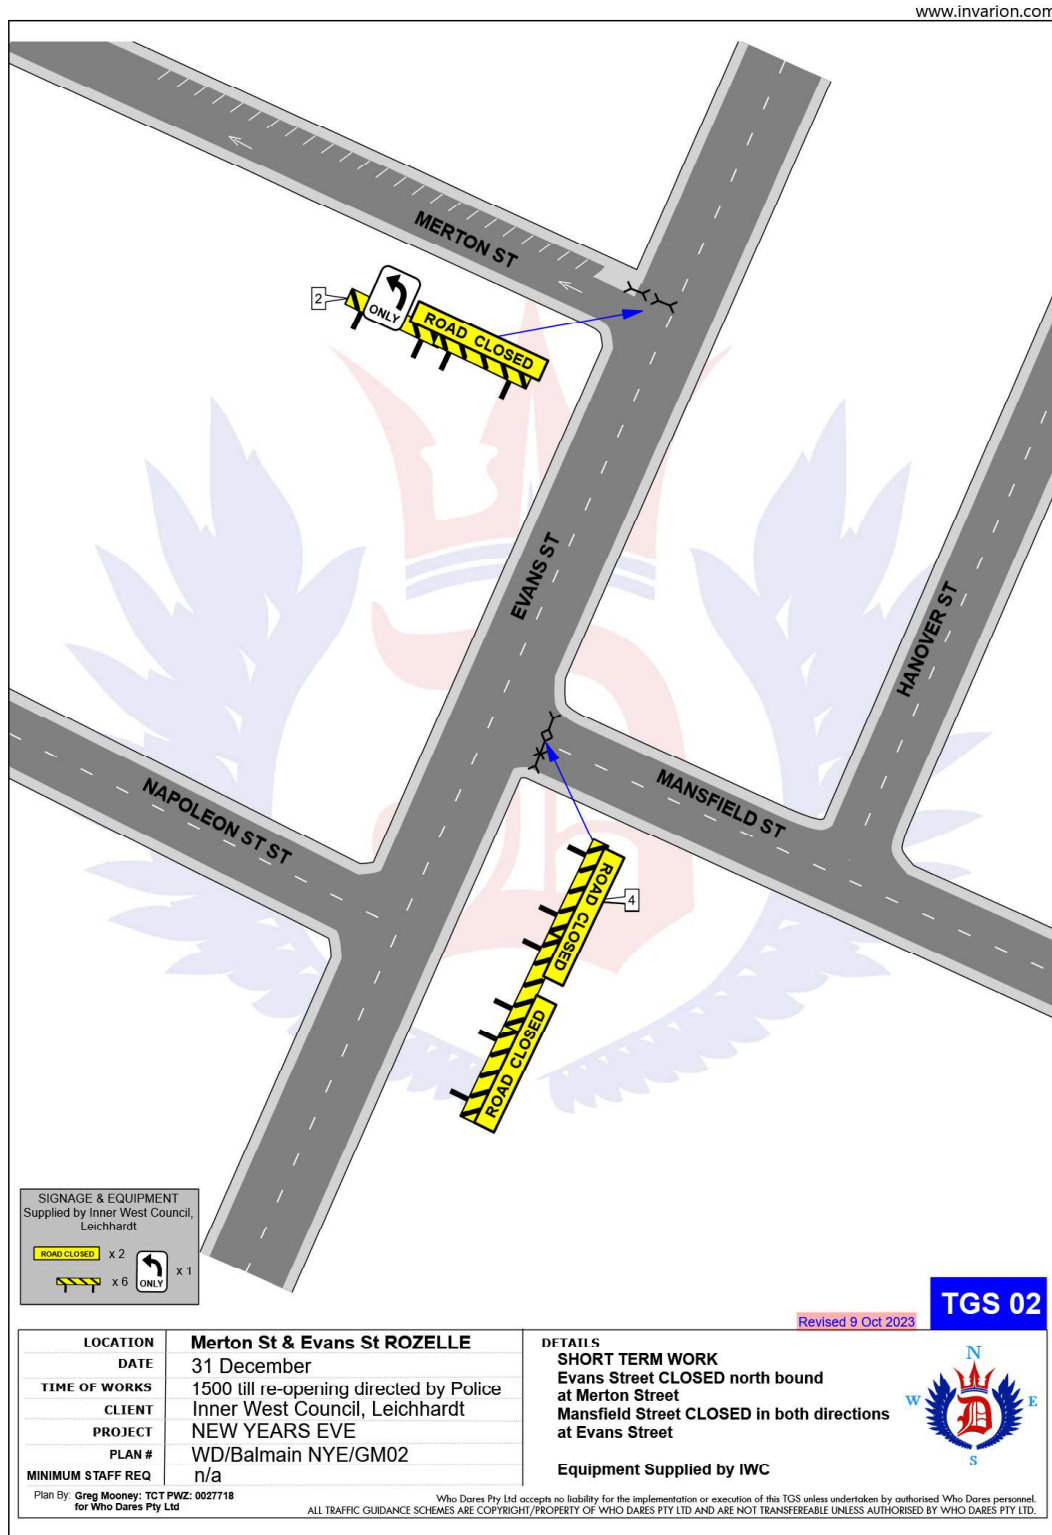 www.invarion.com
MERTON ST
2
ONLY
ROAD CLOSED
EVANS ST
HANOVER ST
MANSFIELD ST
NAPOLEON ST ST
ROAD CLOSED
4
ROAD CLOSED
SIGNAGE & EQUIPMENT
Supplied by Inner West Council,
Leichhardt
ROAD CLOSED x 2
x 6
ONLY
x 1
TGS 02
Revised 9 Oct 2023
LOCATION Merton St & Evans St ROZELLE
DATE 31 December
TIME OF WORKS 1500 till re-opening directed by Police
CLIENT Inner West Council, Leichhardt
PROJECT NEW YEARS EVE
PLAN # WD/Balmain NYE/GM02
MINIMUM STAFF REQ n/a
DETAILS
SHORT TERM WORK
Evans Street CLOSED north bound
at Merton Street
Mansfield Street CLOSED in both directions
at Evans Street
Equipment Supplied by IWC
N
W
E
S
D
Plan By: Greg Mooney: TCT PWZ: 0027718
for Who Dares Pty Ltd
Who Dares Pty Ltd accepts no liability for the implementation or execution of this TGS unless undertaken by authorised Who Dares personnel.
ALL TRAFFIC GUIDANCE SCHEMES ARE COPYRIGHT/PROPERTY OF WHO DARES PTY LTD AND ARE NOT TRANSFEREABLE UNLESS AUTHORISED BY WHO DARES PTY LTD.